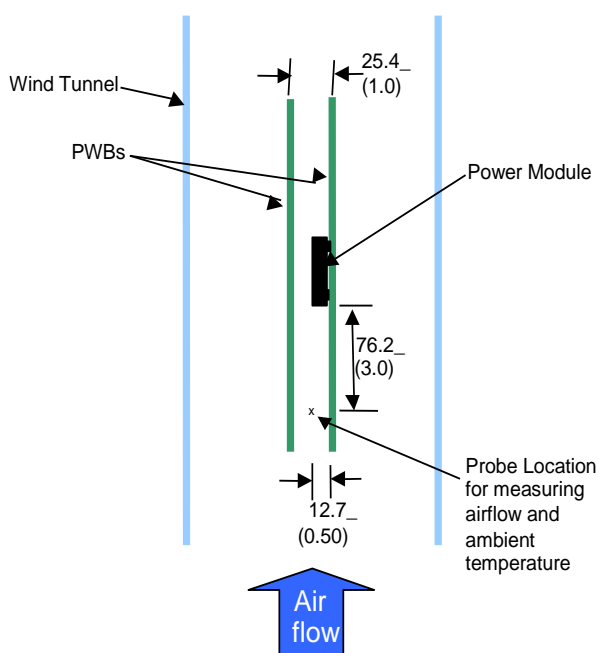 25.4_
(1.0)
Wind Tunnel
PWBs
Power Module
76.2_
(3.0)
x
Probe Location
for measuring
airflow and
ambient
temperature
12.7_
(0.50)
Air
flow